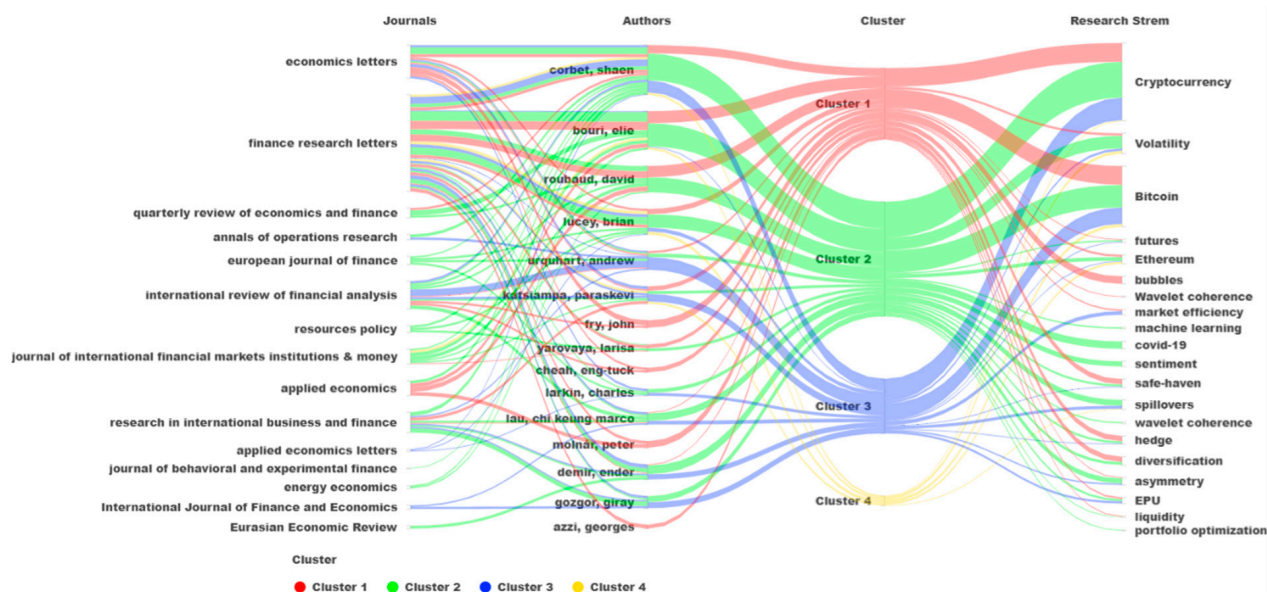 Journals
Authors
Cluster
Research Strem
economics letters
finance research letters
quarterly review of economics and finance
annals of operations research
european journal of finance
international review of financial analysis
resources policy
journal of international financial markets institutions & money
applied economics
research in international business and finance
applied economics letters
journal of behavioral and experimental finance
energy economics
International Journal of Finance and Economics
Eurasian Economic Review
corbet, shaen
bouri, elie
roubaud, david
lucey, brian
urquhart, andrew
katsiampa, paraskevi
fry, john
yarovaya, larisa
cheah, eng-tuck
larkin, charles
lau, chi keung marco
molnar, peter
demir, ender
gozgor, giray
azzi, georges
Cluster 1
Cluster 2
Cluster 3
Cluster 4
Cryptocurrency
Volatility
Bitcoin
futures
Ethereum
bubbles
Wavelet coherence
market efficiency
machine learning
covid-19
sentiment
safe-haven
spillovers
wavelet coherence
hedge
diversification
asymmetry
EPU
liquidity
portfolio optimization
Cluster
Cluster 1
Cluster 2
Cluster 3
Cluster 4